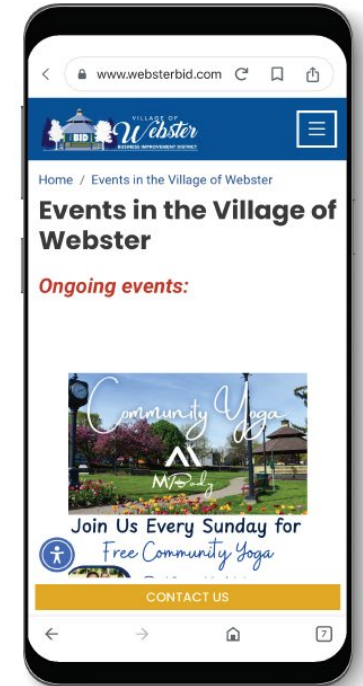 www.websterbid.com
VILLAGE OF
BID Webster
BUSINESS IMPROVEMENT DISTRICT
Home / Events in the Village of Webster
Events in the Village of
Webster
Ongoing events:
Community Yoga
M
Body
Join Us Every Sunday for
Free Community Yoga
CONTACT US
7